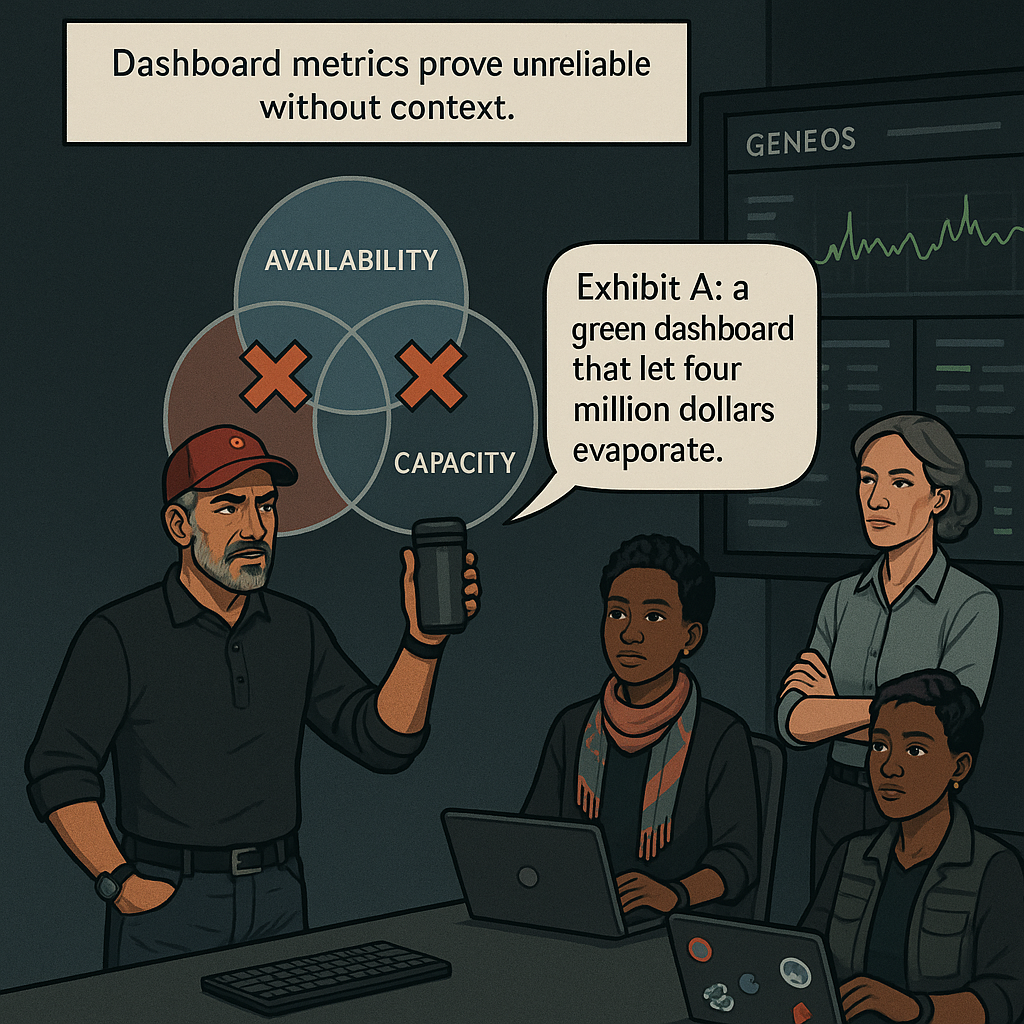 Dashboard metrics prove unreliable
without context.
GENEOS
AVAILABILITY
CAPACITY
Exhibit A: a
green dashboard
that let four
million dollars
evaporate.